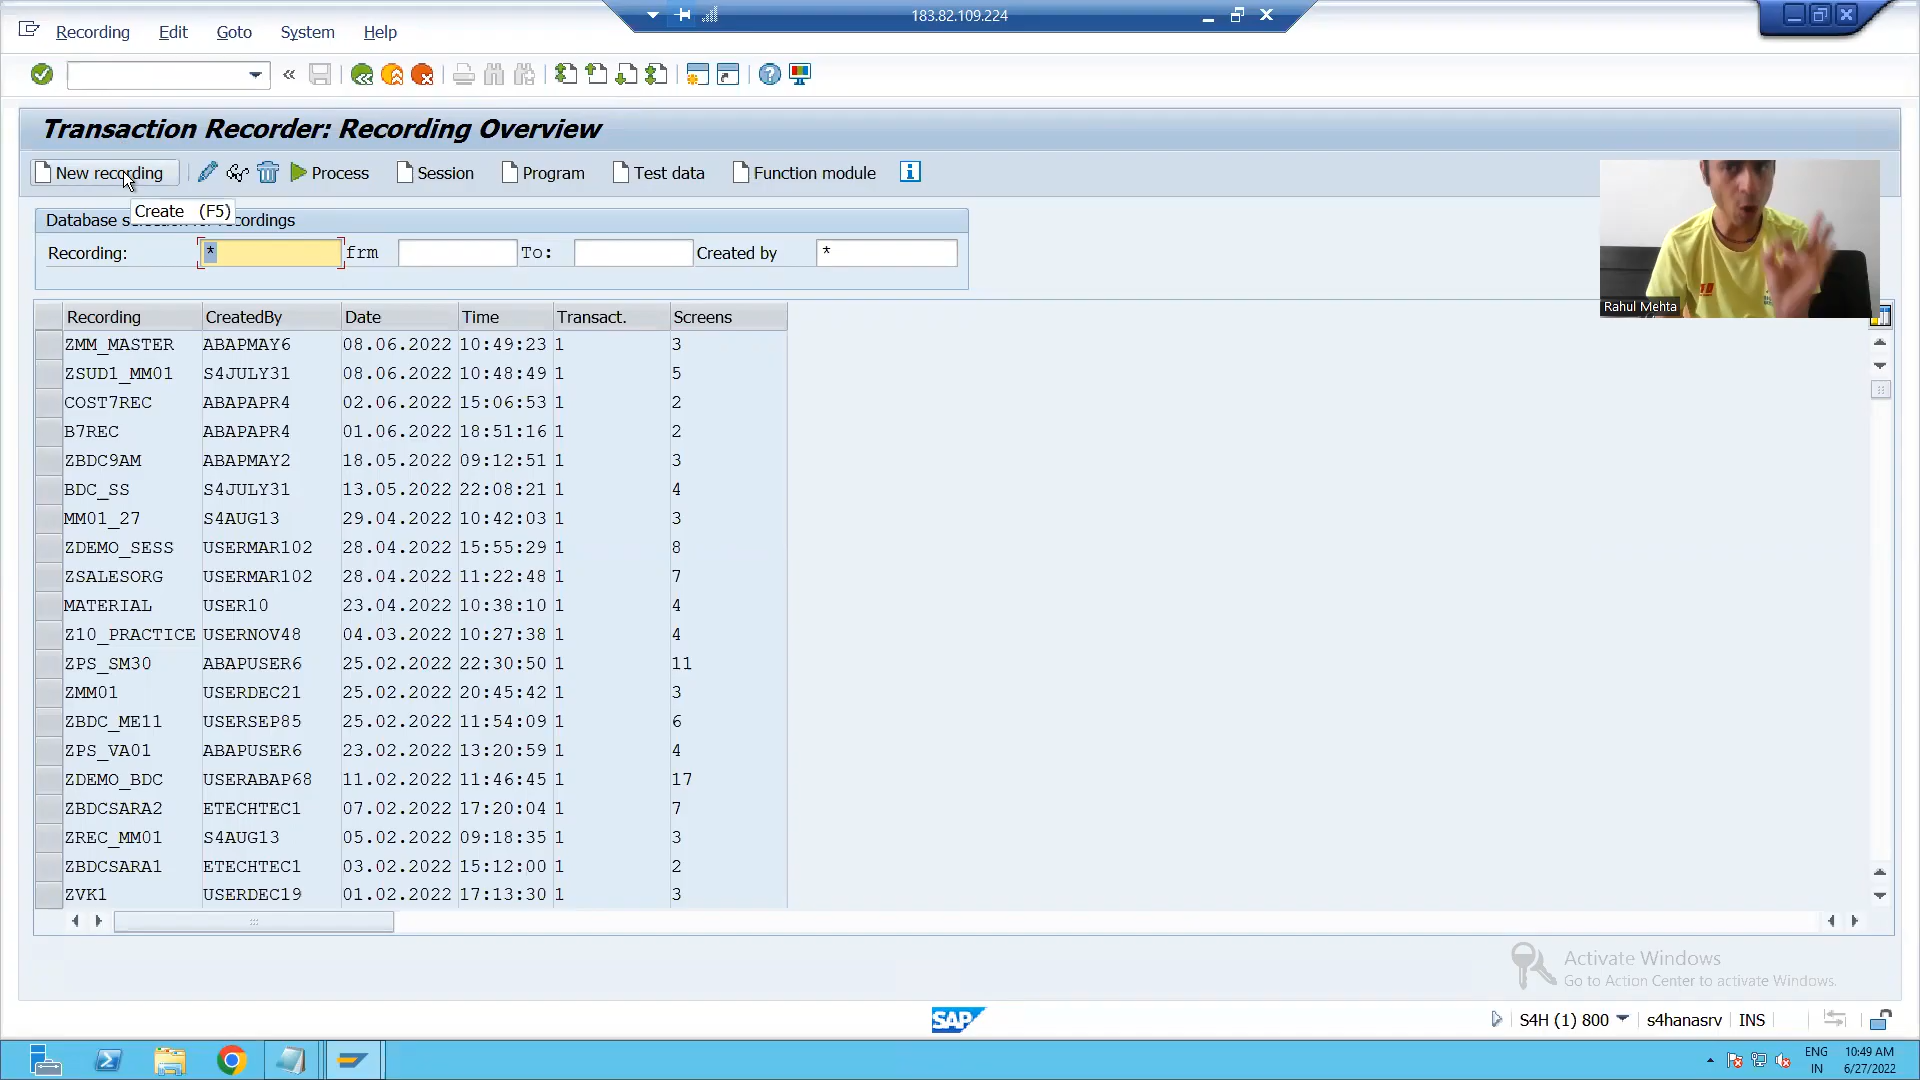 183.82.109.224
Recording Edit Goto System Help
Transaction Recorder: Recording Overview
New recording Process Session Program Test data Function module
Create (F5)
Database s recordings
Recording: * frm To: Created by *
Rahul Mehta
Recording CreatedBy Date Time Transact. Screens
ZMM_MASTER ABAPMAY6 08.06.2022 10:49:23 1 3
ZSUD1_MM01 S4JULY31 08.06.2022 10:48:49 1 5
COST7REC ABAPAPR4 02.06.2022 15:06:53 1 2
B7REC ABAPAPR4 01.06.2022 18:51:16 1 2
ZBDC9AM ABAPMAY2 18.05.2022 09:12:51 1 3
BDC_SS S4JULY31 13.05.2022 22:08:21 1 4
MM01_27 S4AUG13 29.04.2022 10:42:03 1 3
ZDEMO_SESS USERMAR102 28.04.2022 15:55:29 1 8
ZSALESORG USERMAR102 28.04.2022 11:22:48 1 7
MATERIAL USER10 23.04.2022 10:38:10 1 4
Z10_PRACTICE USERNOV48 04.03.2022 10:27:38 1 4
ZPS_SM30 ABAPUSER6 25.02.2022 22:30:50 1 11
ZMM01 USERDEC21 25.02.2022 20:45:42 1 3
ZBDC_ME11 USERSEP85 25.02.2022 11:54:09 1 6
ZPS_VA01 ABAPUSER6 23.02.2022 13:20:59 1 4
ZDEMO_BDC USERABAP68 11.02.2022 11:46:45 1 17
ZBDCSARA2 ETECHTEC1 07.02.2022 17:20:04 1 7
ZREC_MM01 S4AUG13 05.02.2022 09:18:35 1 3
ZBDCSARA1 ETECHTEC1 03.02.2022 15:12:00 1 2
ZVK1 USERDEC19 01.02.2022 17:13:30 1 3
Activate Windows
Go to Action Center to activate Windows.
SAP
S4H (1) 800 s4hanasrv INS
ENG 10:49 AM
IN 6/27/2022